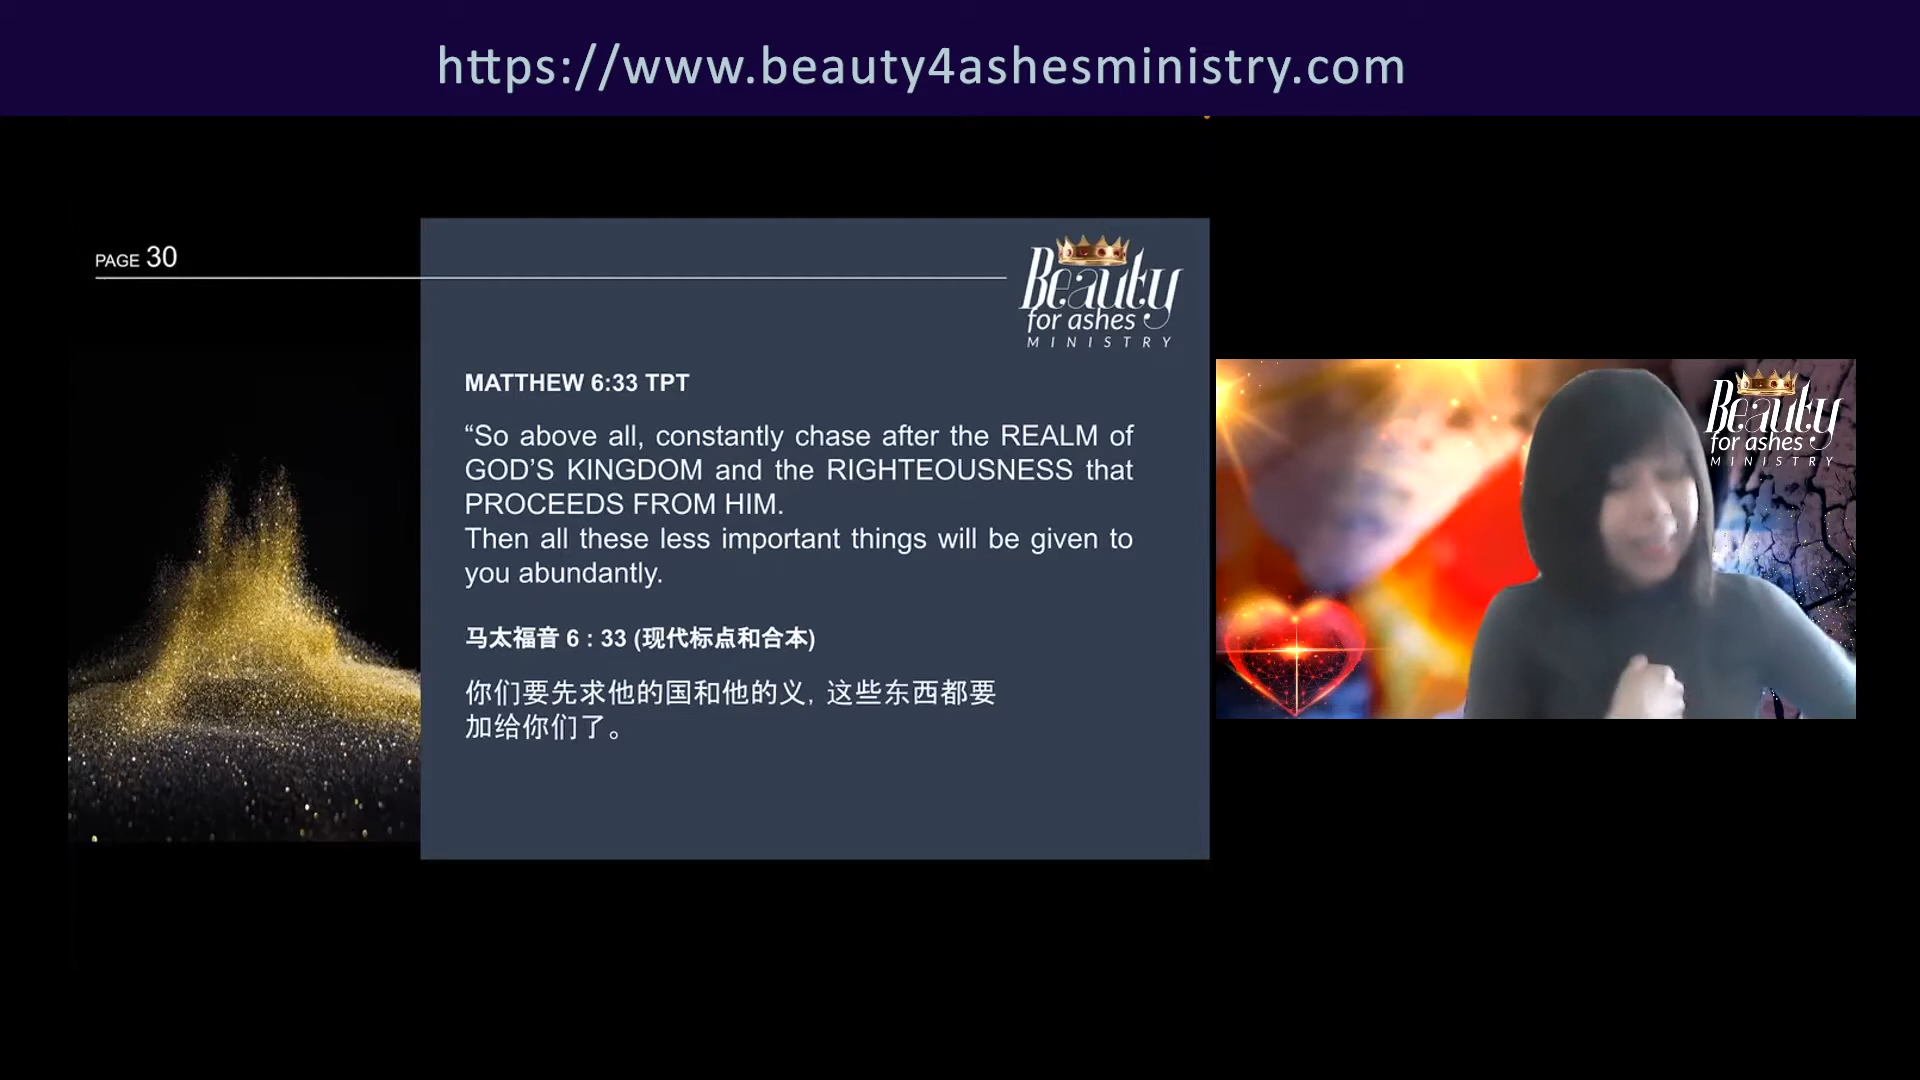 https://www.beauty4ashesministry.com
PAGE 30
Beauty
for ashes
MINISTRY
MATTHEW 6:33 TPT
“So above all, constantly chase after the REALM of
GOD’S KINGDOM and the RIGHTEOUSNESS that
PROCEEDS FROM HIM.
Then all these less important things will be given to
you abundantly.
马太福音 6 : 33 (现代标点和合本)
你们要先求他的国和他的义, 这些东西都要
加给你们了。
Beauty
for ashes
MINISTRY